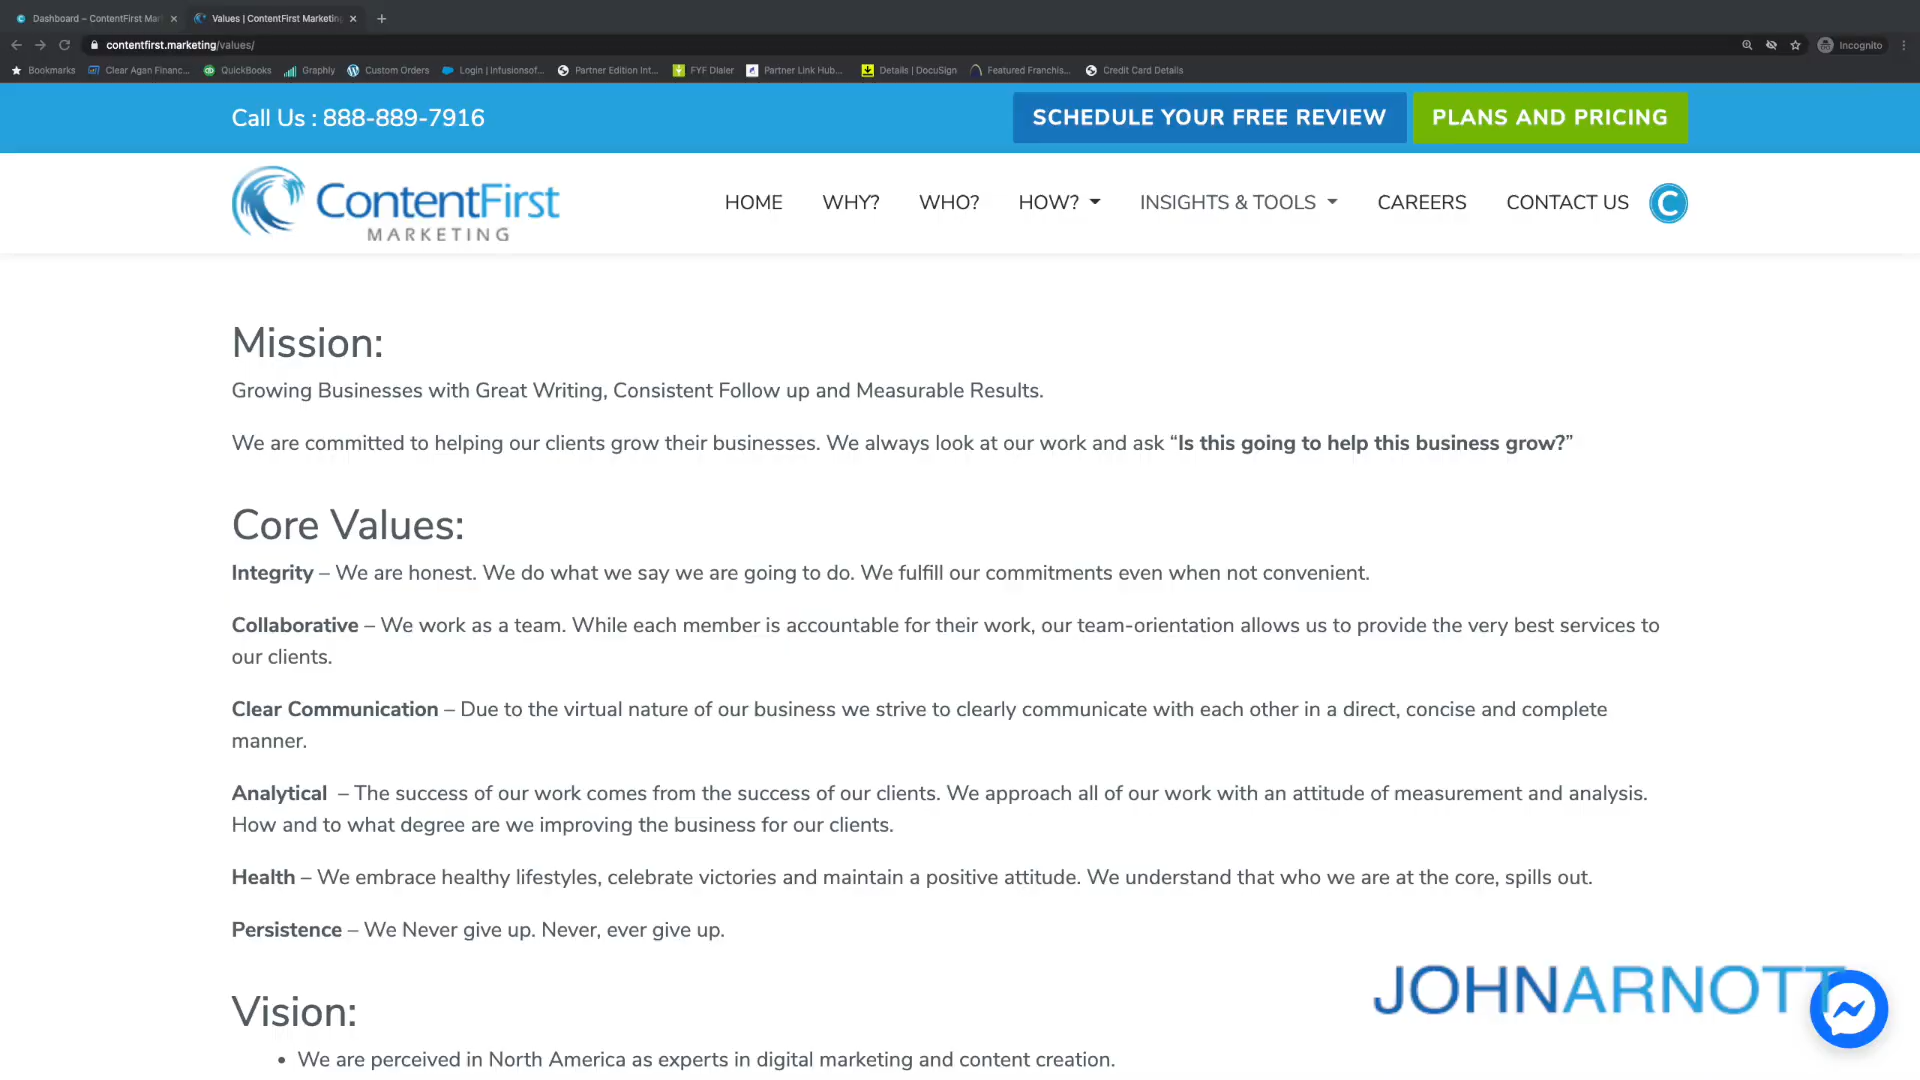 Dashboard – ContentFirst Mar
Values | ContentFirst Marketing
contentfirst.marketing/values/
Incognito
Bookmarks
Clear Agan Financ...
QuickBooks
Graphly
Custom Orders
Login | Infusionsof...
Partner Edition Int...
FYF Dialer
Partner Link Hub...
Details | DocuSign
Featured Franchis...
Credit Card Details
Call Us : 888-889-7916
SCHEDULE YOUR FREE REVIEW
PLANS AND PRICING
ContentFirst
MARKETING
HOME
WHY?
WHO?
HOW?
INSIGHTS & TOOLS
CAREERS
CONTACT US
C
Mission:
Growing Businesses with Great Writing, Consistent Follow up and Measurable Results.
We are committed to helping our clients grow their businesses. We always look at our work and ask “Is this going to help this business grow?”
Core Values:
Integrity – We are honest. We do what we say we are going to do. We fulfill our commitments even when not convenient.
Collaborative – We work as a team. While each member is accountable for their work, our team-orientation allows us to provide the very best services to
our clients.
Clear Communication – Due to the virtual nature of our business we strive to clearly communicate with each other in a direct, concise and complete
manner.
Analytical  – The success of our work comes from the success of our clients. We approach all of our work with an attitude of measurement and analysis.
How and to what degree are we improving the business for our clients.
Health – We embrace healthy lifestyles, celebrate victories and maintain a positive attitude. We understand that who we are at the core, spills out.
Persistence – We Never give up. Never, ever give up.
JOHNARNOTT
Vision:
• We are perceived in North America as experts in digital marketing and content creation.